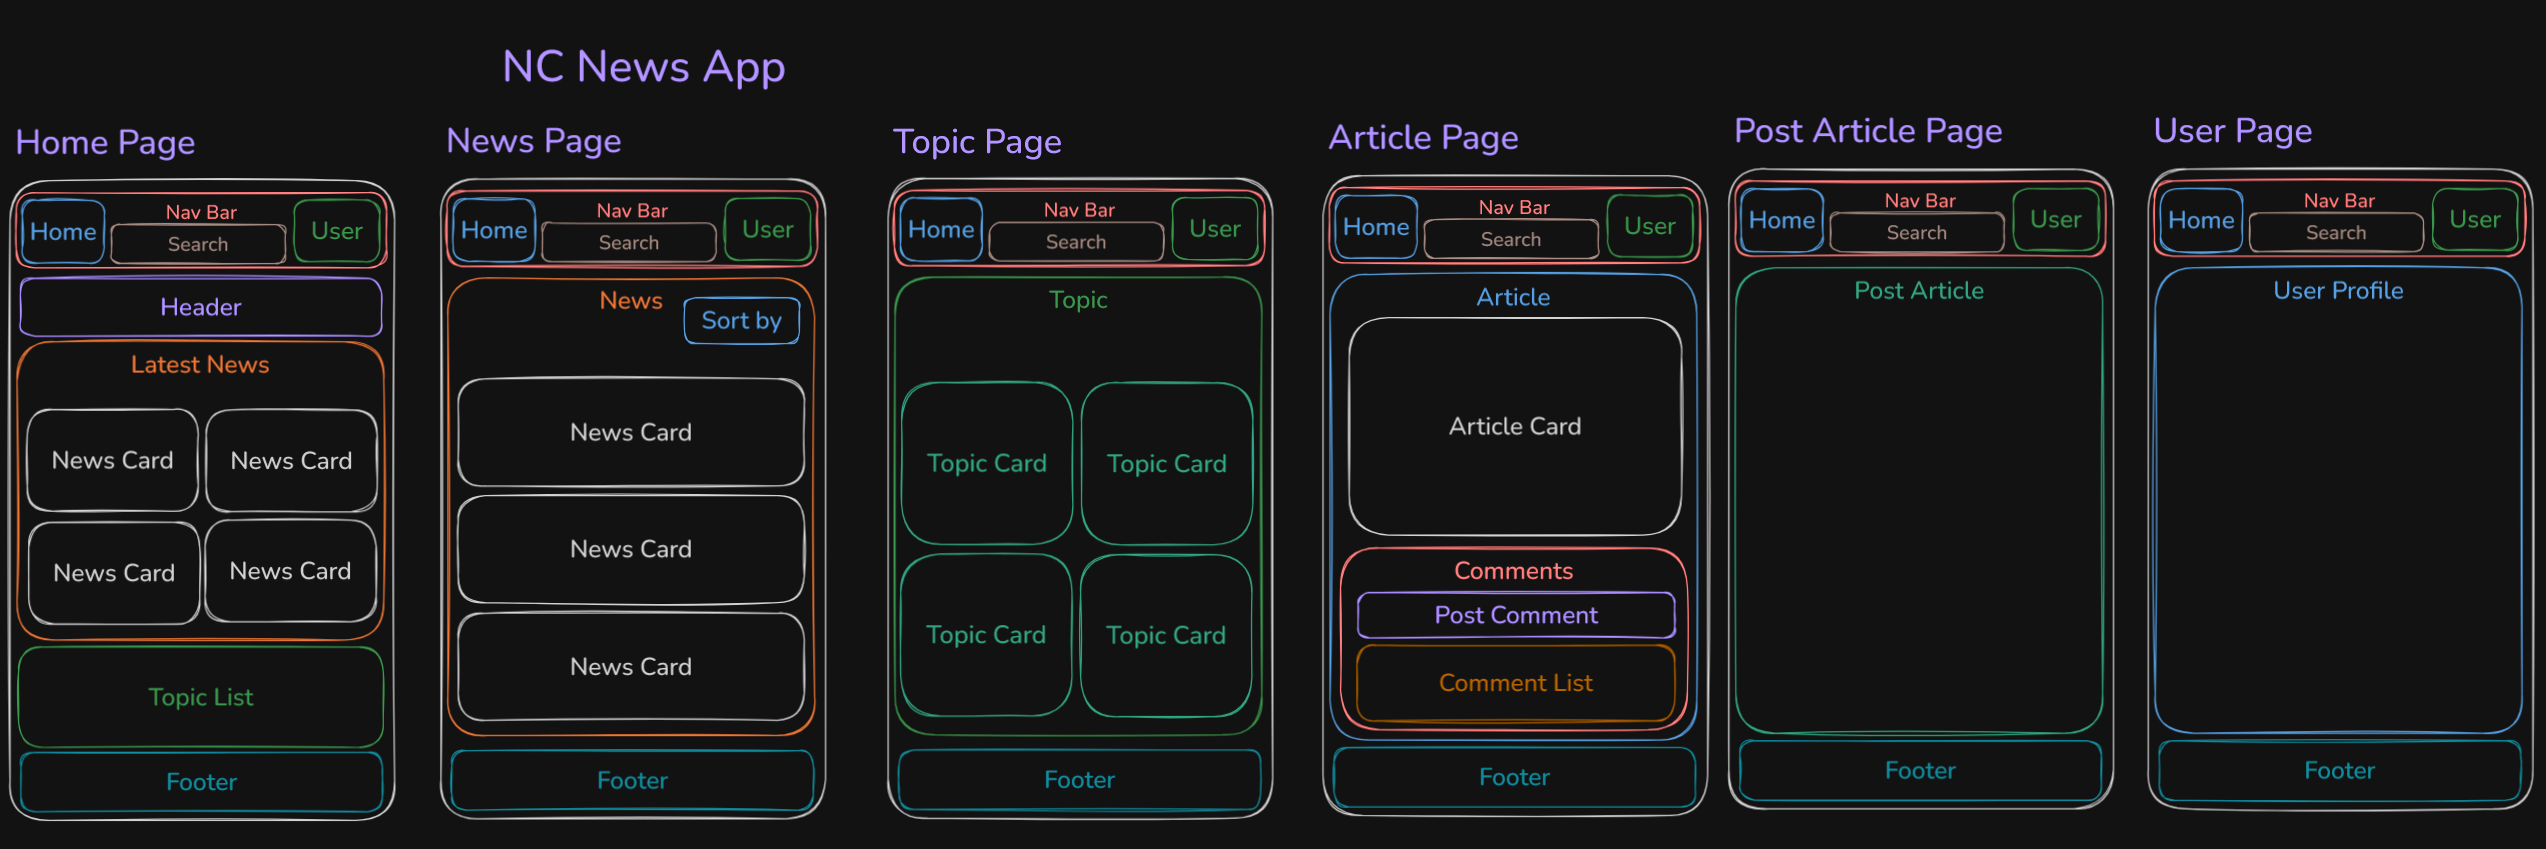 NC News App
Home Page
Nav Bar
Home
Search
User
Header
Latest News
News Card
News Card
News Card
News Card
Topic List
Footer
News Page
Nav Bar
Home
Search
User
News
Sort by
News Card
News Card
News Card
Footer
Topic Page
Nav Bar
Home
Search
User
Topic
Topic Card
Topic Card
Topic Card
Topic Card
Footer
Article Page
Nav Bar
Home
Search
User
Article
Article Card
Comments
Post Comment
Comment List
Footer
Post Article Page
Nav Bar
Home
Search
User
Post Article
Footer
User Page
Nav Bar
Home
Search
User
User Profile
Footer